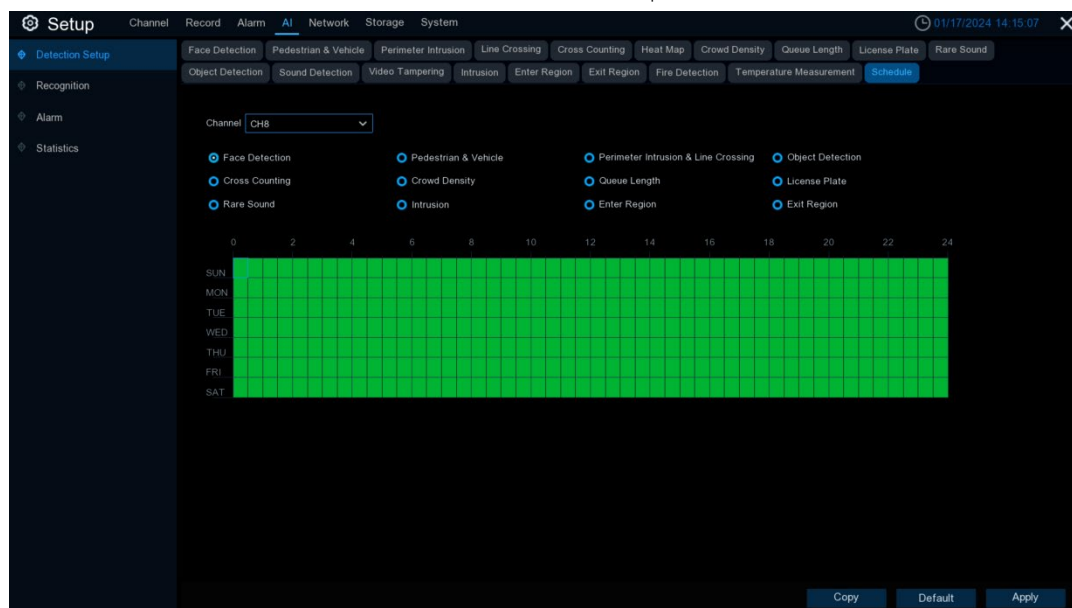 Setup Channel Record Alarm AI Network Storage System 01/17/2024 14:15:07
Detection Setup
Recognition
Alarm
Statistics
Face Detection Pedestrian & Vehicle Perimeter Intrusion Line Crossing Cross Counting Heat Map Crowd Density Queue Length License Plate Rare Sound
Object Detection Sound Detection Video Tampering Intrusion Enter Region Exit Region Fire Detection Temperature Measurement Schedule
Channel CH8
Face Detection Pedestrian & Vehicle Perimeter Intrusion & Line Crossing Object Detection
Cross Counting Crowd Density Queue Length License Plate
Rare Sound Intrusion Enter Region Exit Region
0 2 4 6 8 10 12 14 16 18 20 22 24
SUN
MON
TUE
WED
THU
FRI
SAT
Copy Default Apply